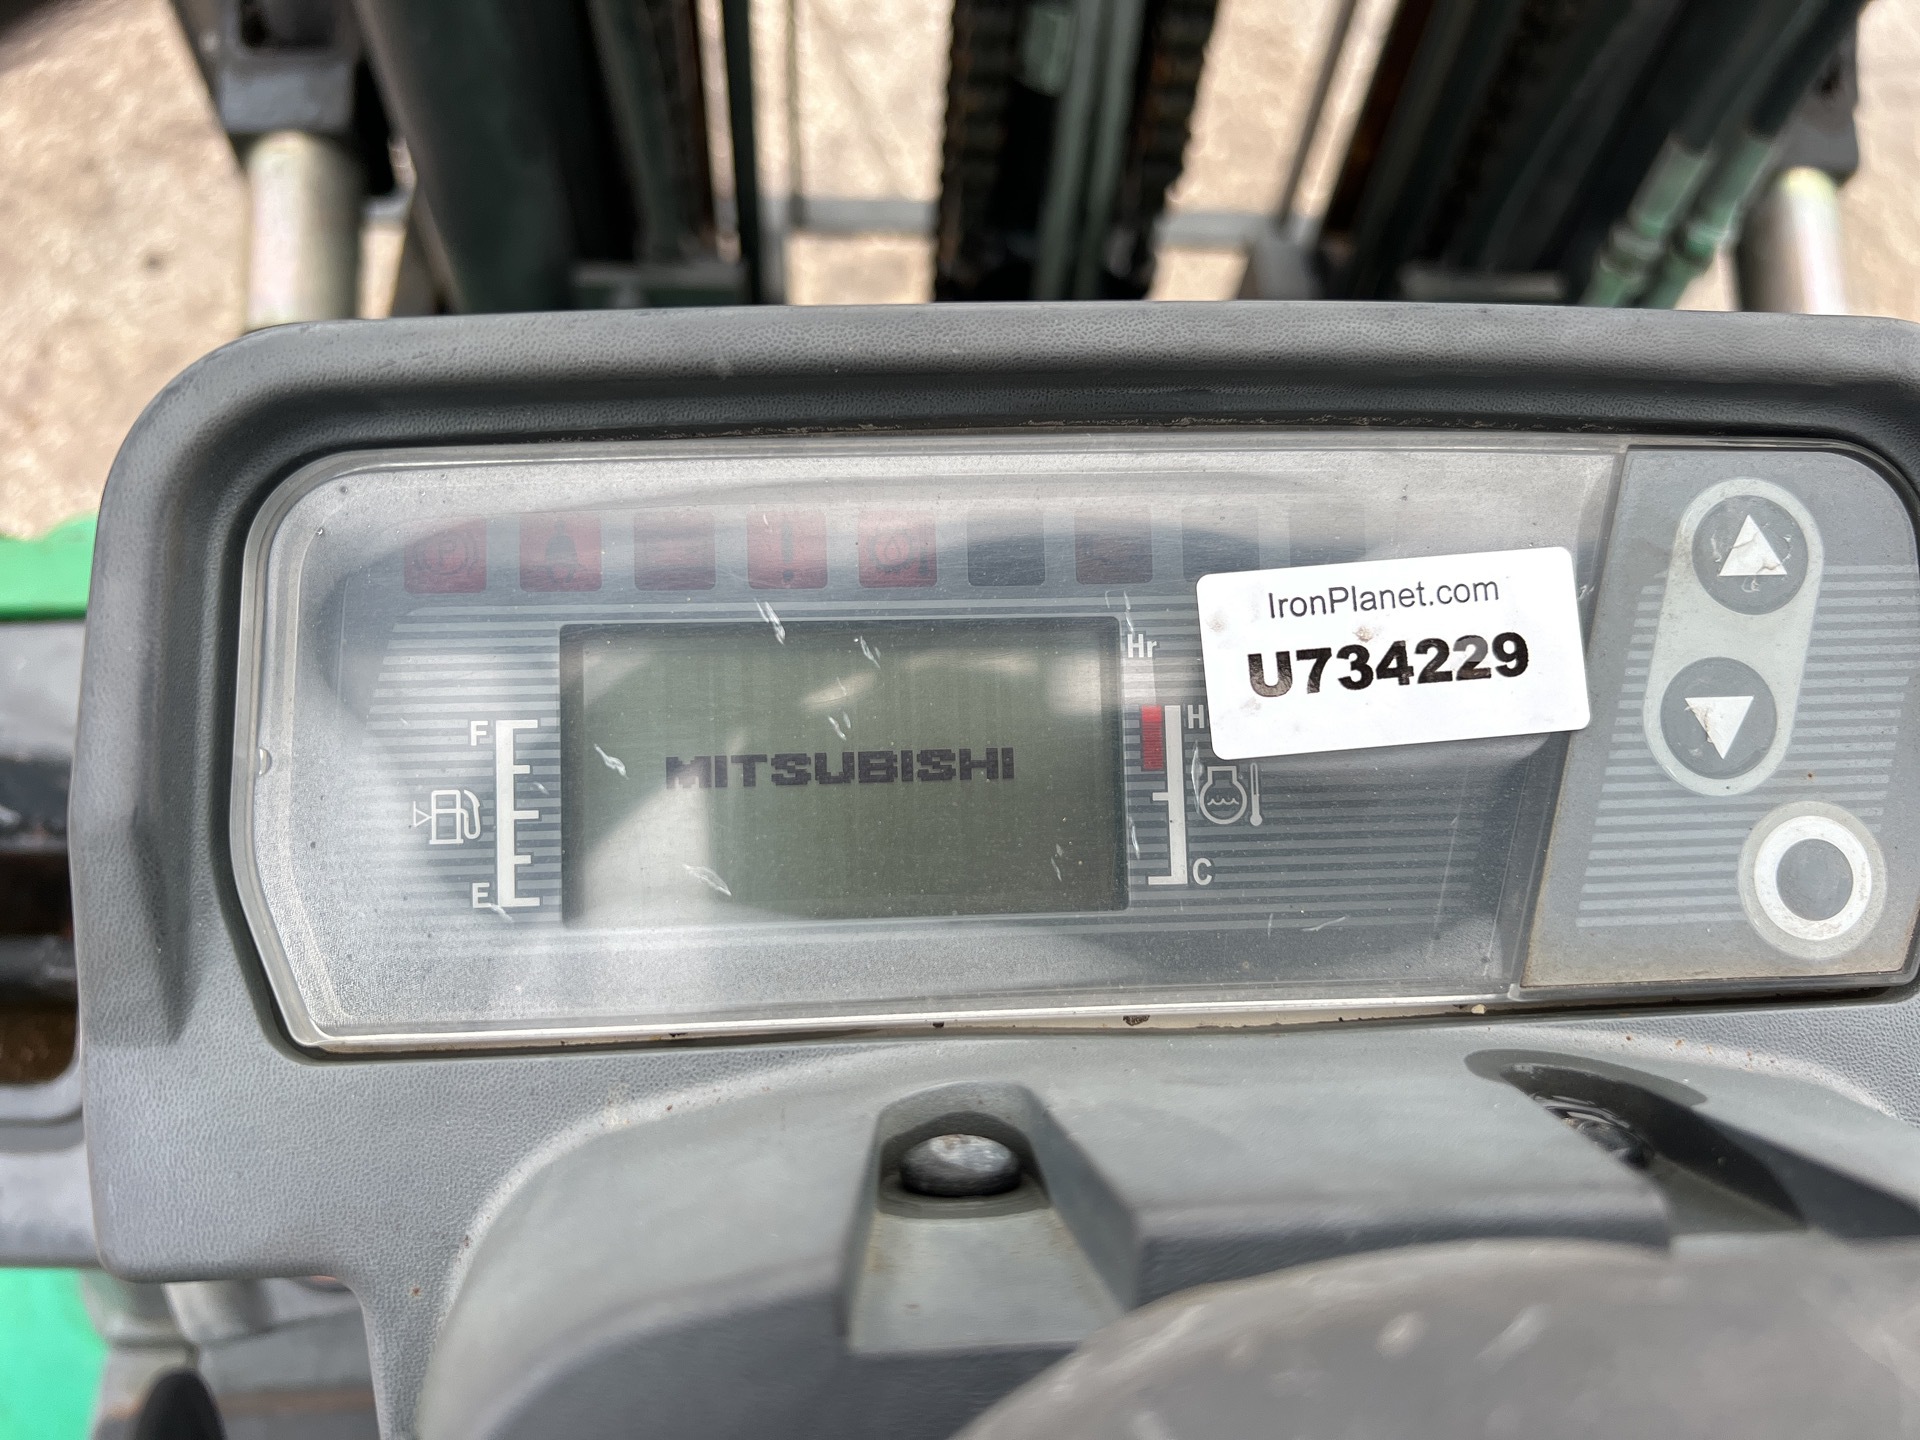 P
!
IronPlanet.com
U734229
Hr
F
H
MITSUBISHI
E
C